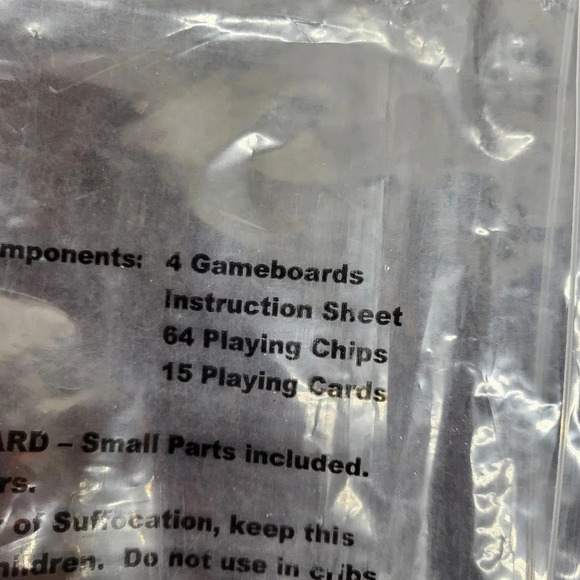 mponents: 4 Gameboards
Instruction Sheet
64 Playing Chips
15 Playing Cards
ARD – Small Parts included.
rs.
of Suffocation, keep this
hildren. Do not use in cribs